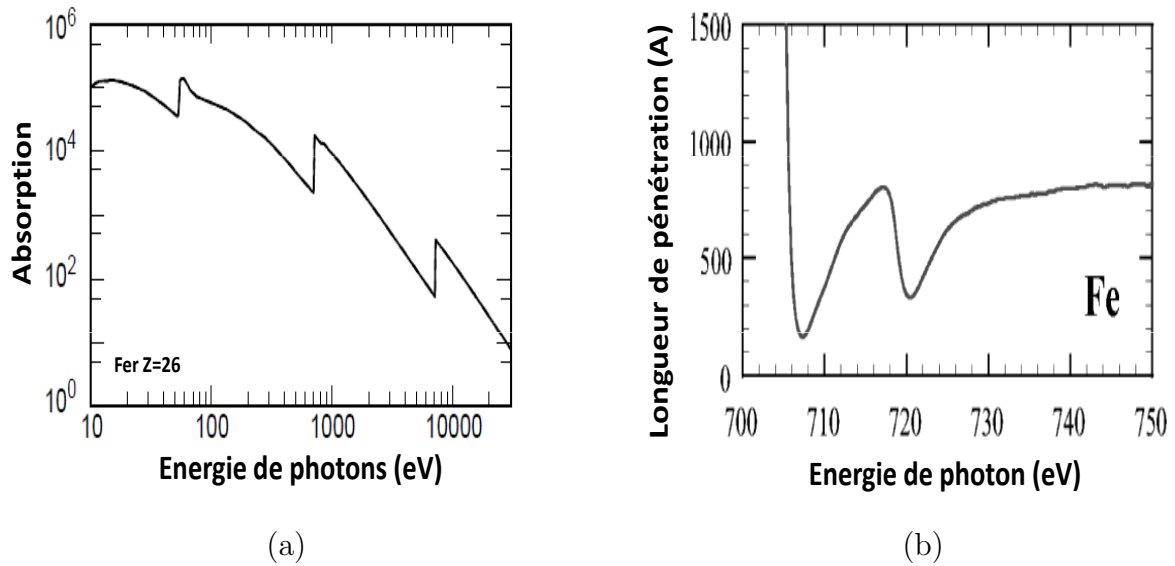 10^6
10^4
10^2
10^0
Absorption
Fer Z=26
10 100 1000 10000
Energie de photons (eV)
(a)
1500
1000
500
0
Longueur de pénétration (A)
Fe
700 710 720 730 740 750
Energie de photon (eV)
(b)